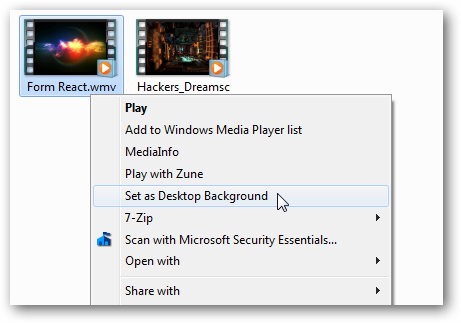 Form React.wmv Hackers_Dreamsc
Play
Add to Windows Media Player list
MediaInfo
Play with Zune
Set as Desktop Background
7-Zip
Scan with Microsoft Security Essentials...
Open with
Share with